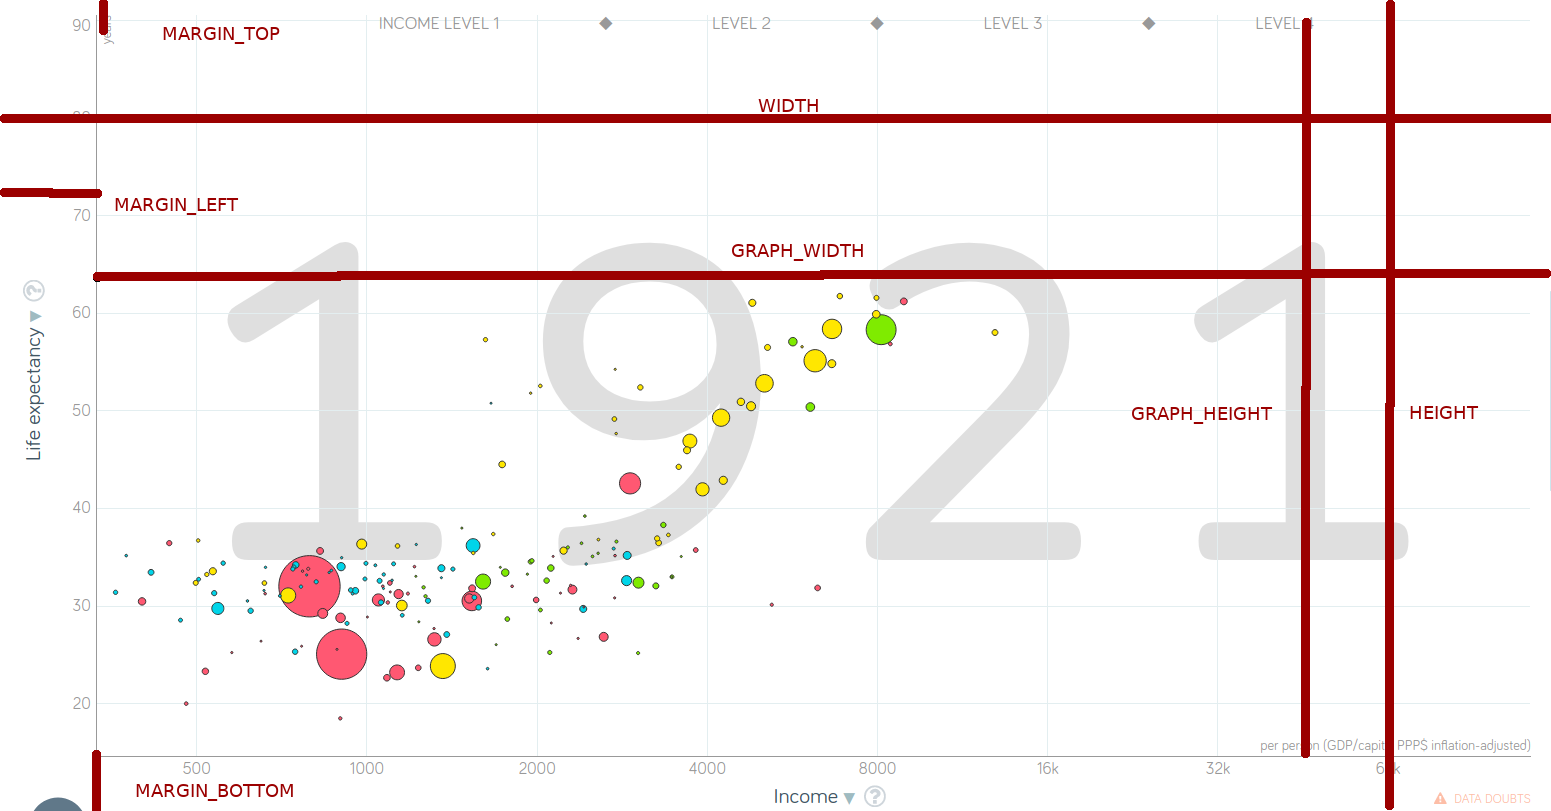 90
years
INCOME LEVEL 1 ◆ LEVEL 2 ◆ LEVEL 3 ◆ LEVEL
MARGIN_TOP
WIDTH
MARGIN_LEFT
70
GRAPH_WIDTH
1921
60
Life expectancy ▼ ?
50
GRAPH_HEIGHT
HEIGHT
40
30
20
per person (GDP/capita, PPP$ inflation-adjusted)
500 1000 2000 4000 8000 16k 32k
MARGIN_BOTTOM
Income ▼ ?
DATA DOUBTS